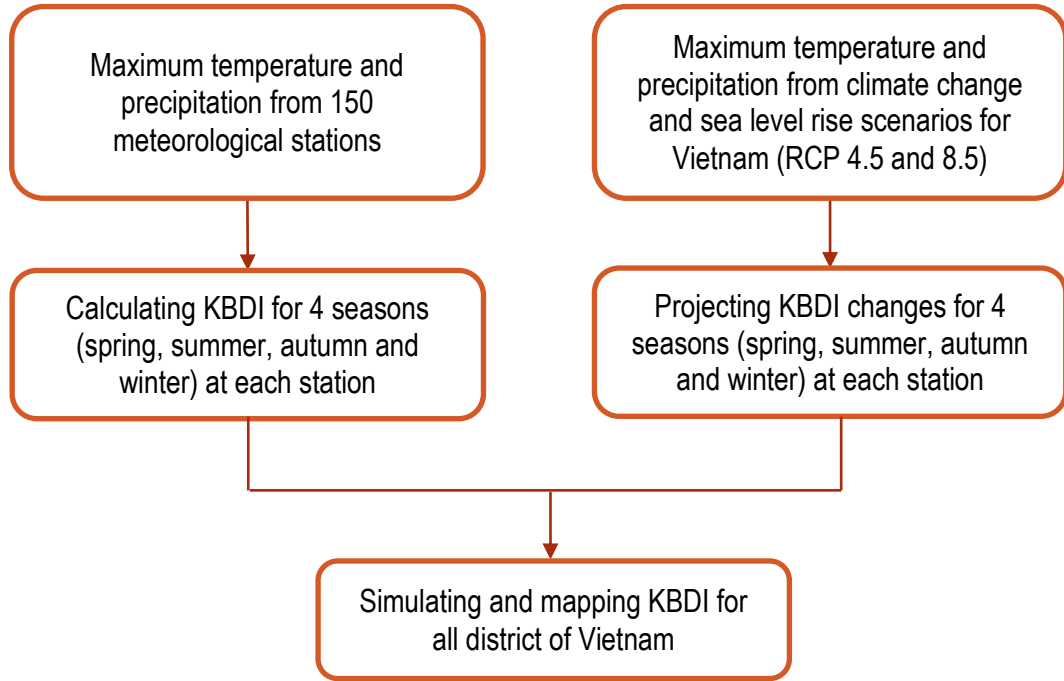 Maximum temperature and
precipitation from 150
meteorological stations
Maximum temperature and
precipitation from climate change
and sea level rise scenarios for
Vietnam (RCP 4.5 and 8.5)
Calculating KBDI for 4 seasons
(spring, summer, autumn and
winter) at each station
Projecting KBDI changes for 4
seasons (spring, summer, autumn
and winter) at each station
Simulating and mapping KBDI for
all district of Vietnam